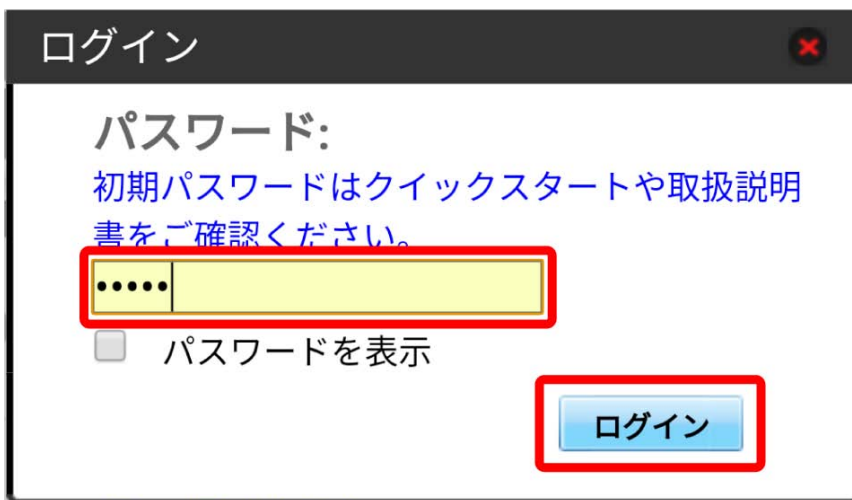 ログイン
パスワード:
初期パスワードはクイックスタートや取扱説明
書をご確認ください。
•••••
パスワードを表示
ログイン